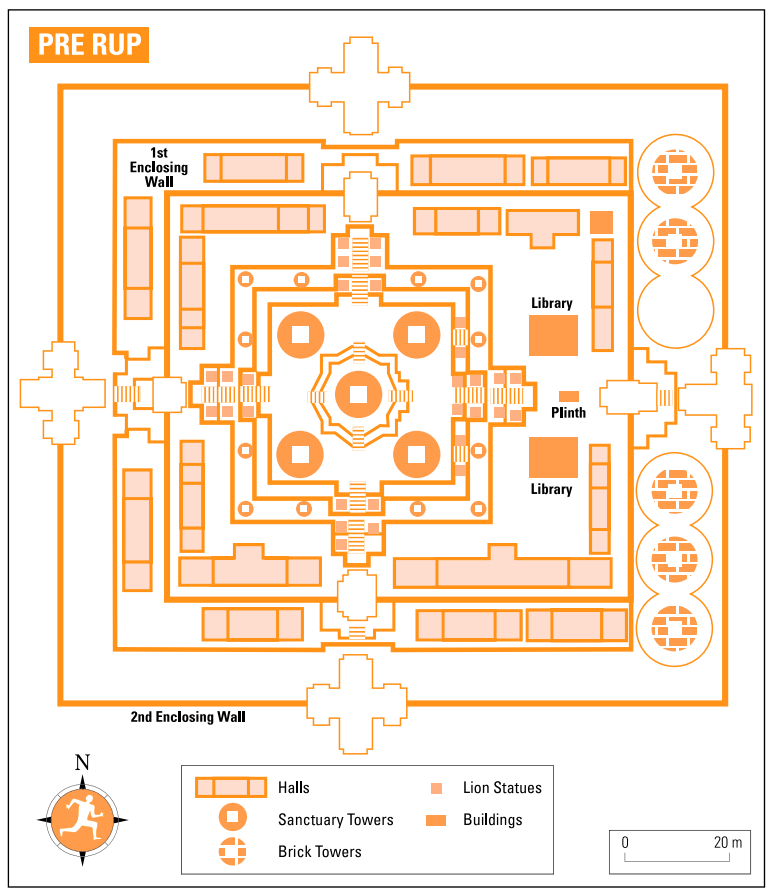 PRE RUP
1st
Enclosing
Wall
Library
Plinth
Library
2nd Enclosing Wall
N
Halls
Lion Statues
Sanctuary Towers
Buildings
Brick Towers
0
20 m